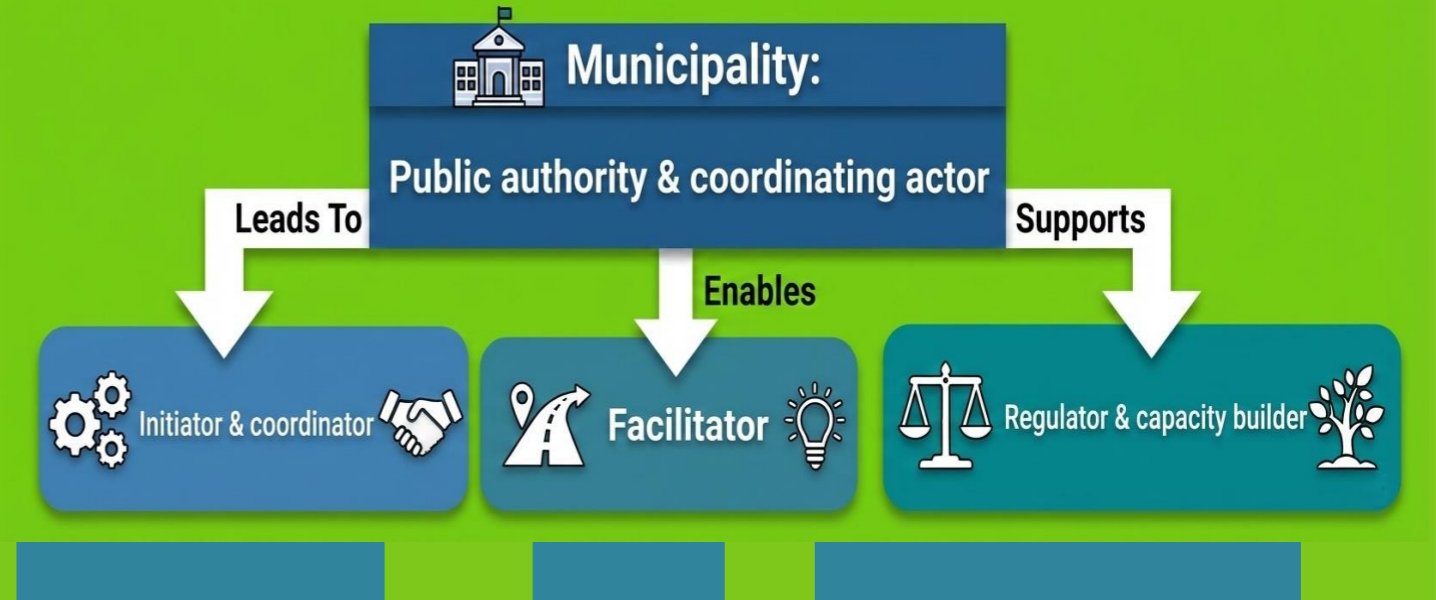 Municipality:
Public authority & coordinating actor
Leads To
Supports
Enables
Initiator & coordinator
Facilitator
Regulator & capacity builder